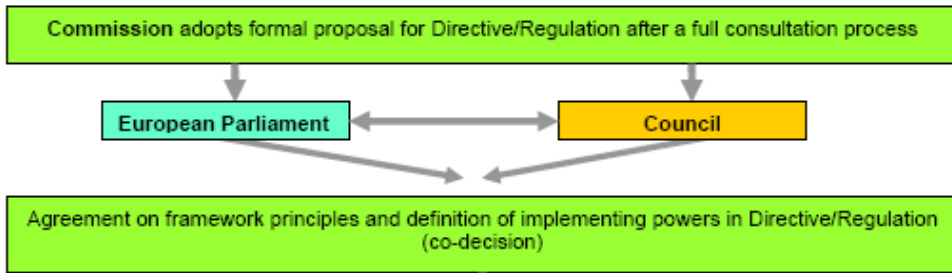 Commission adopts formal proposal for Directive/Regulation after a full consultation process
European Parliament
Council
Agreement on framework principles and definition of implementing powers in Directive/Regulation
(co-decision)